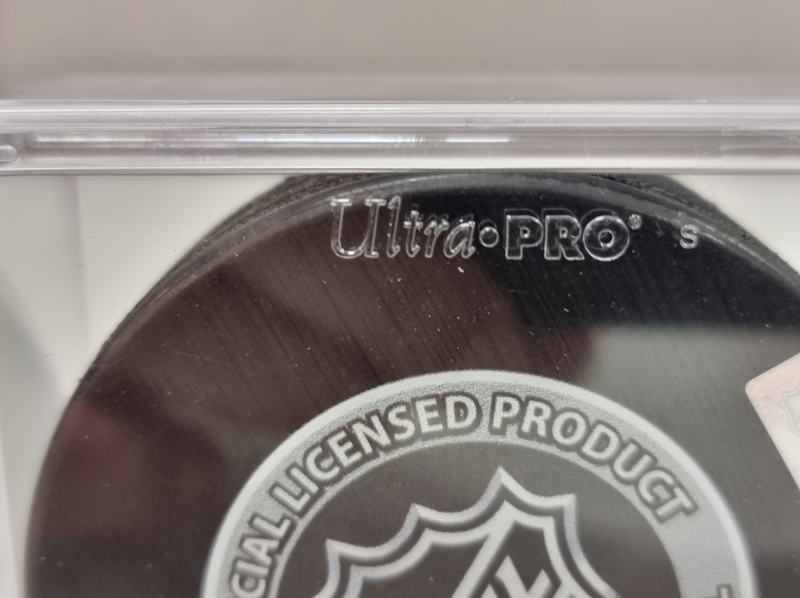 Ultra•PRO® S
CIAL LICENSED PRODUCT